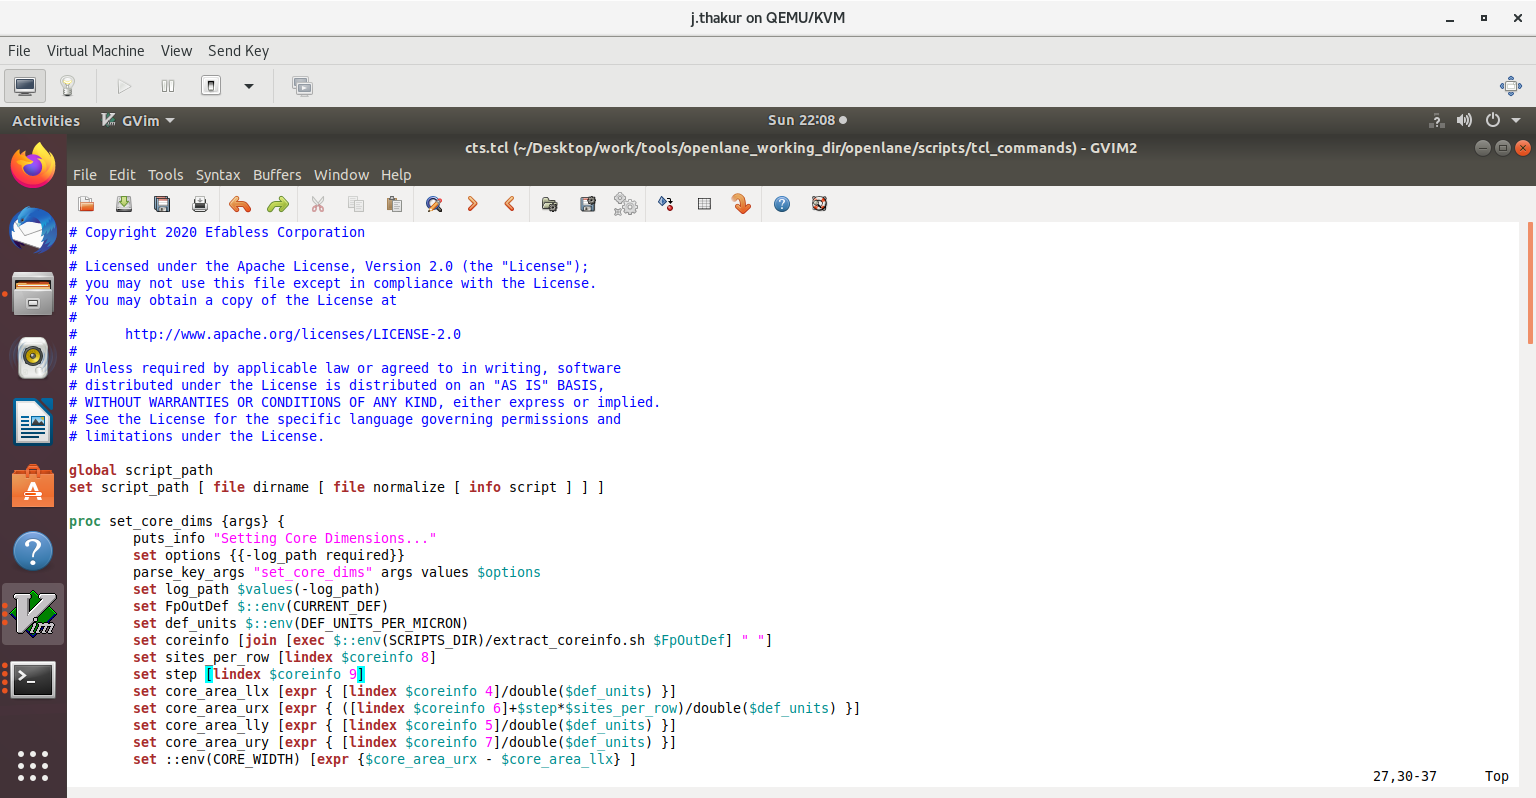 j.thakur on QEMU/KVM
File Virtual Machine View Send Key
Activities GVim Sun 22:08
cts.tcl (~/Desktop/work/tools/openlane_working_dir/openlane/scripts/tcl_commands) - GVIM2
File Edit Tools Syntax Buffers Window Help
# Copyright 2020 Efabless Corporation
#
# Licensed under the Apache License, Version 2.0 (the "License");
# you may not use this file except in compliance with the License.
# You may obtain a copy of the License at
#
#      http://www.apache.org/licenses/LICENSE-2.0
#
# Unless required by applicable law or agreed to in writing, software
# distributed under the License is distributed on an "AS IS" BASIS,
# WITHOUT WARRANTIES OR CONDITIONS OF ANY KIND, either express or implied.
# See the License for the specific language governing permissions and
# limitations under the License.
global script_path
set script_path [ file dirname [ file normalize [ info script ] ] ]
proc set_core_dims {args} {
        puts_info "Setting Core Dimensions..."
        set options {{-log_path required}}
        parse_key_args "set_core_dims" args values $options
        set log_path $values(-log_path)
        set FpOutDef $::env(CURRENT_DEF)
        set def_units $::env(DEF_UNITS_PER_MICRON)
        set coreinfo [join [exec $::env(SCRIPTS_DIR)/extract_coreinfo.sh $FpOutDef] " "]
        set sites_per_row [lindex $coreinfo 8]
        set step [lindex $coreinfo 9]
        set core_area_llx [expr { [lindex $coreinfo 4]/double($def_units) }]
        set core_area_urx [expr { ([lindex $coreinfo 6]+$step*$sites_per_row)/double($def_units) }]
        set core_area_lly [expr { [lindex $coreinfo 5]/double($def_units) }]
        set core_area_ury [expr { [lindex $coreinfo 7]/double($def_units) }]
        set ::env(CORE_WIDTH) [expr {$core_area_urx - $core_area_llx} ]
27,30-37 Top